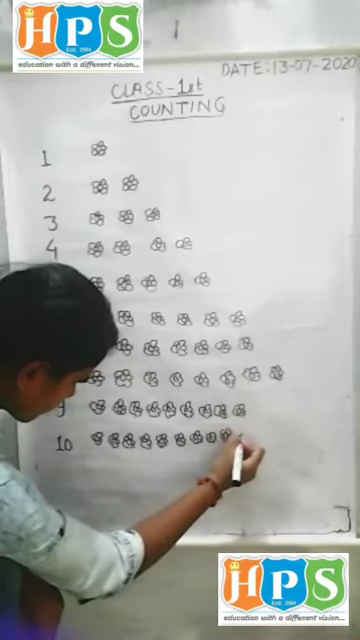 HPS
Estd. 2004
education with a different vision...
DATE:13-07-2020
CLASS-1st
COUNTING
1
2
3
4
9
10
HPS
Estd. 2004
education with a different vision...